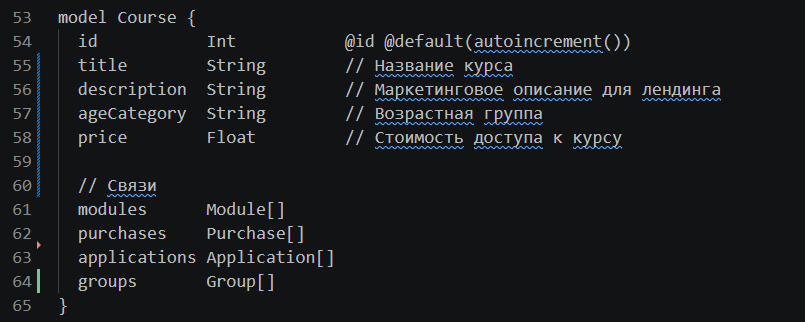 53 model Course {
54 id Int @id @default(autoincrement())
55 title String // Название курса
56 description String // Маркетинговое описание для лендинга
57 ageCategory String // Возрастная группа
58 price Float // Стоимость доступа к курсу
59
60 // Связи
61 modules Module[]
62 purchases Purchase[]
63 applications Application[]
64 groups Group[]
65 }